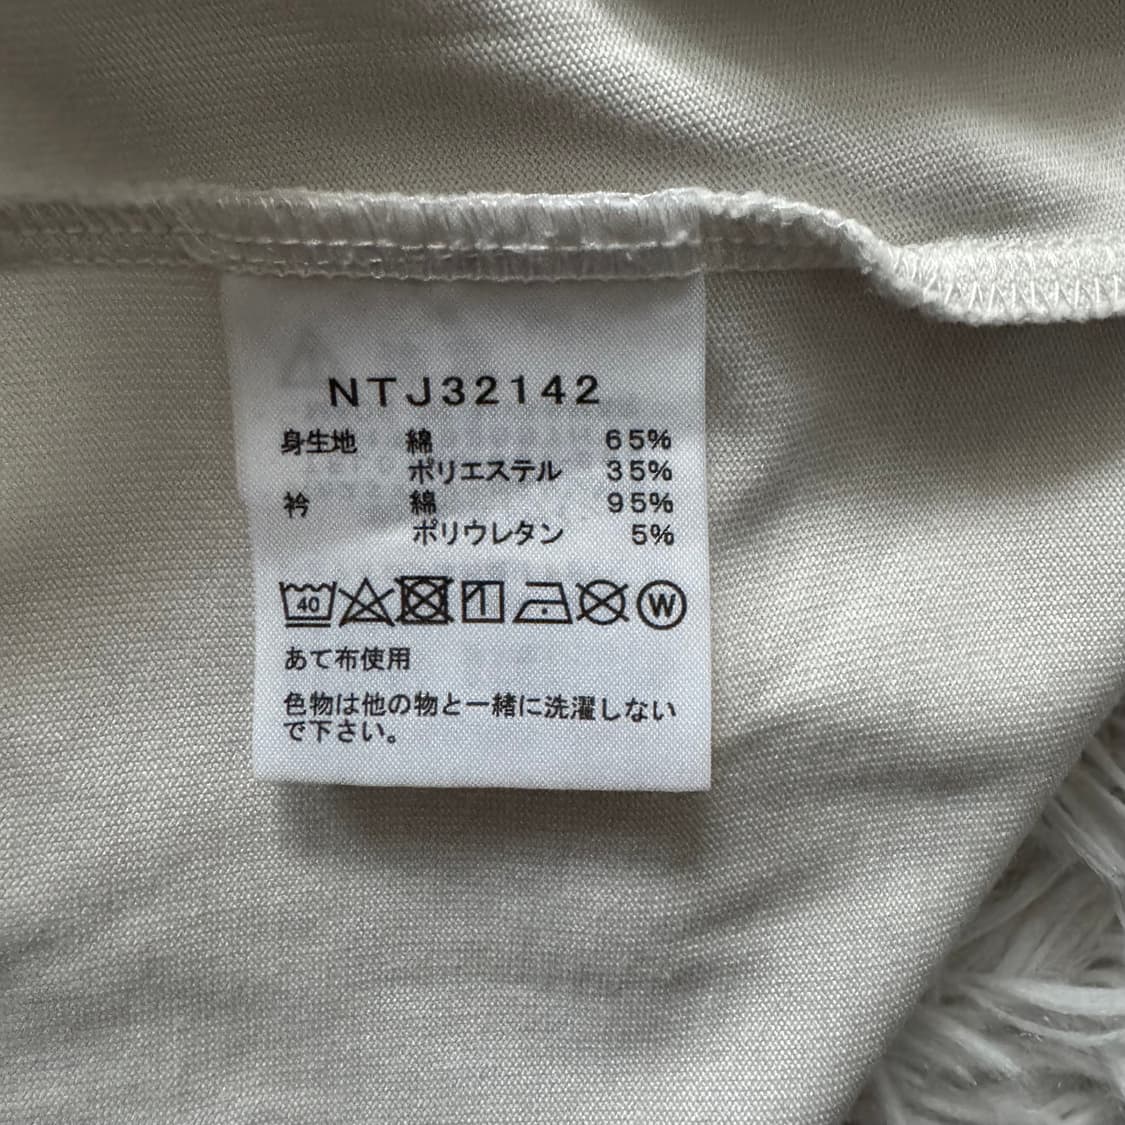 NTJ32142
身生地 綿 65%
ポリエステル 35%
衿 綿 95%
ポリウレタン 5%
40 W
あて布使用
色物は他の物と一緒に洗濯しない
で下さい。